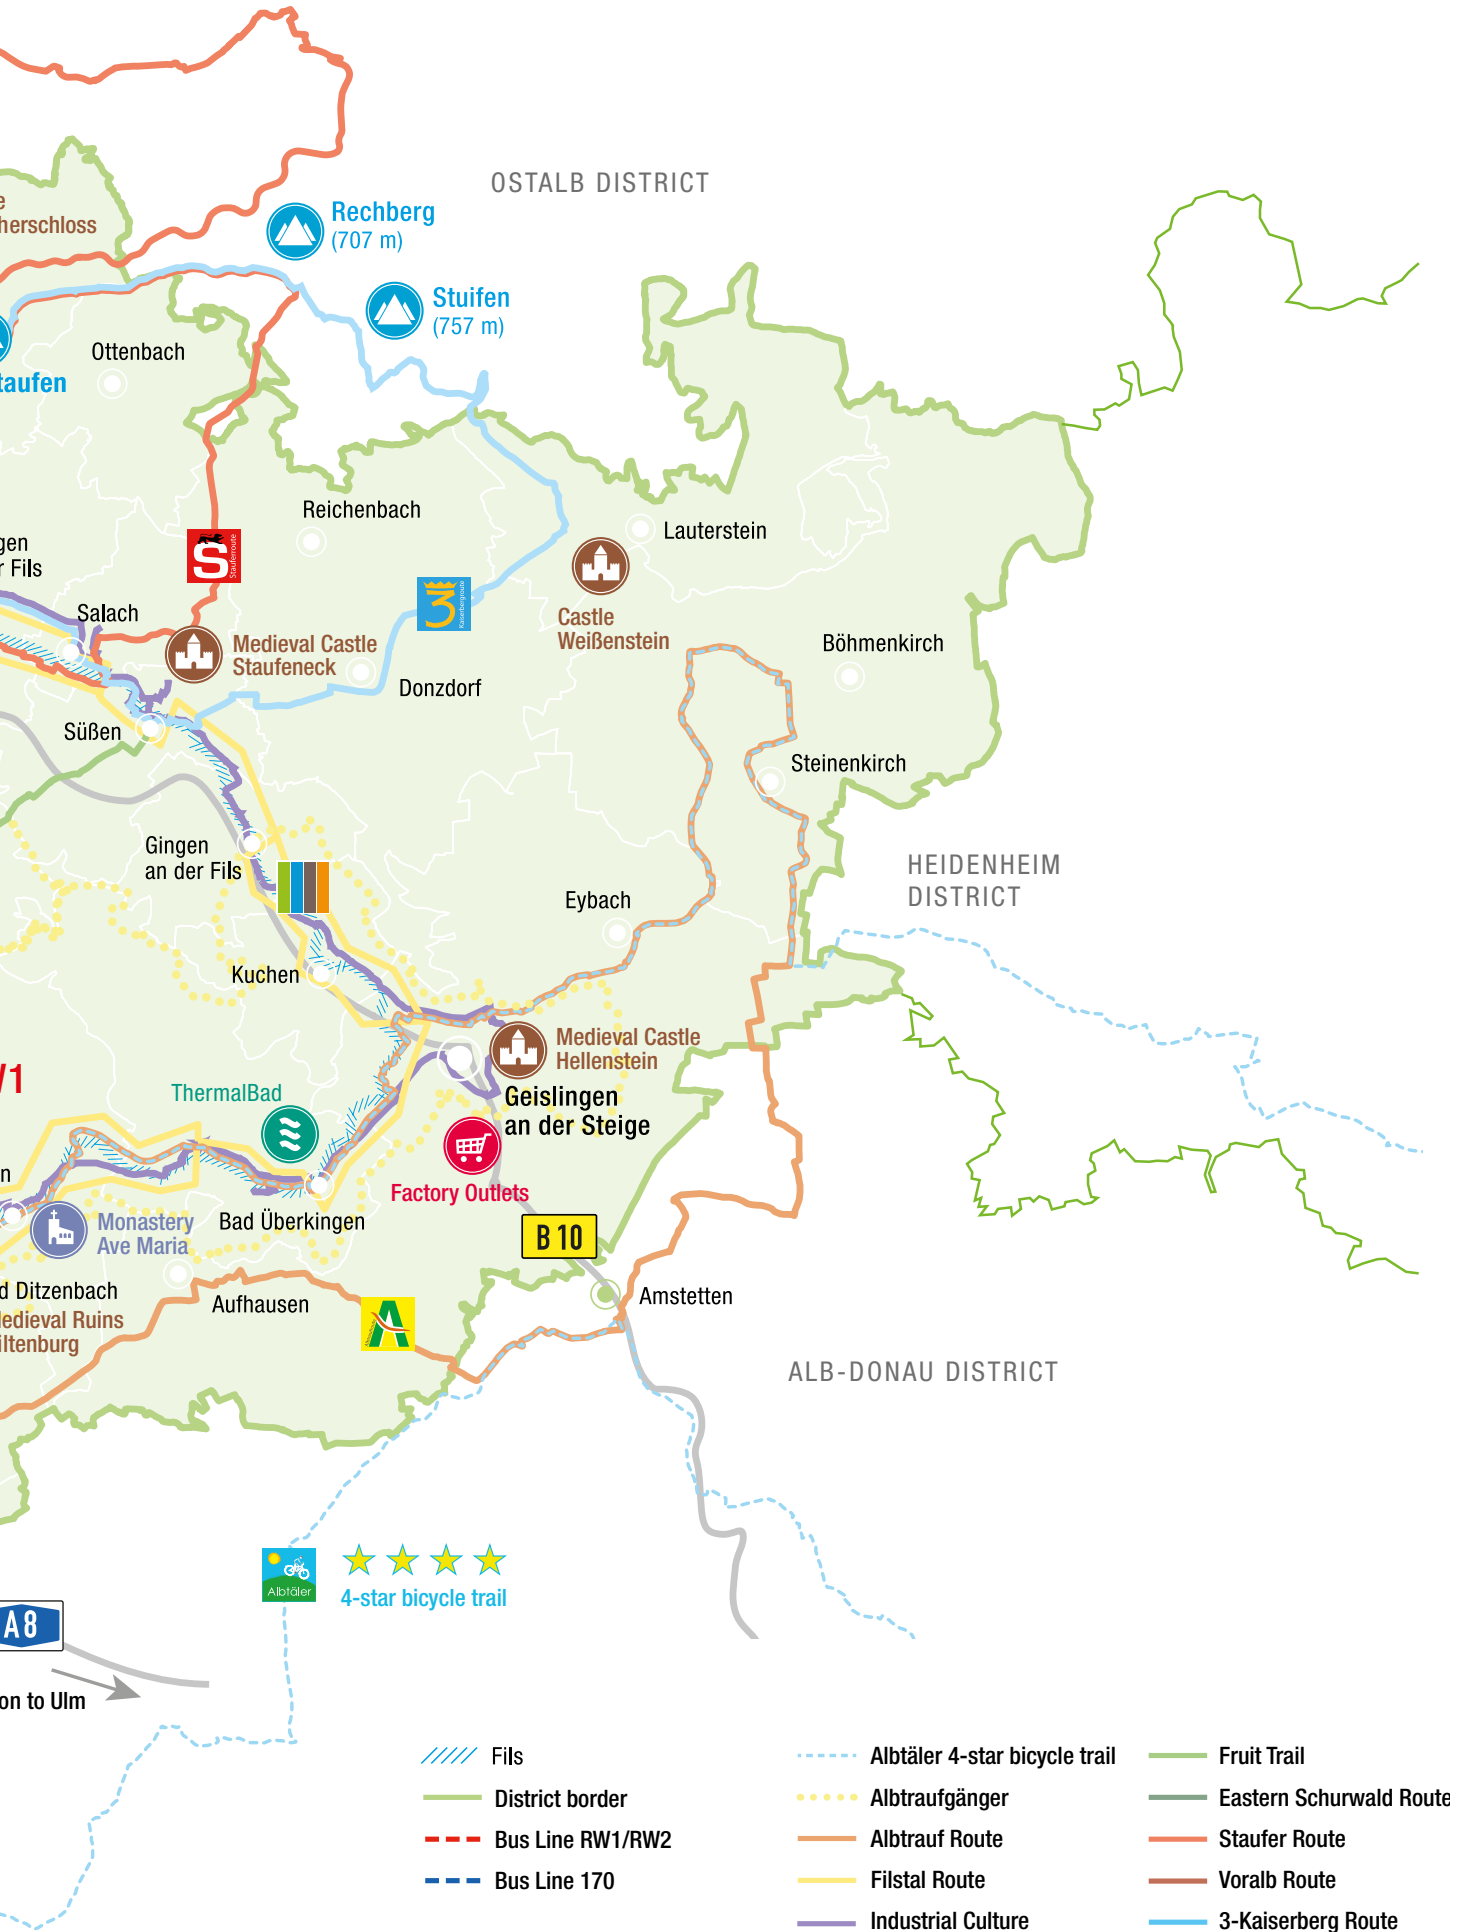 OSTALB DISTRICT
Rechberg
(707 m)
Stuifen
(757 m)
e
herschloss
Ottenbach
taufen
Reichenbach
Lauterstein
gen
r Fils
S
Stauferroute
3
Kaiserbergroute
Castle
Weißenstein
Salach
Medieval Castle
Staufeneck
Böhmenkirch
Donzdorf
Süßen
Steinenkirch
Gingen
an der Fils
HEIDENHEIM
DISTRICT
Eybach
Kuchen
Medieval Castle
Hellenstein
/1
ThermalBad
Geislingen
an der Steige
n
Factory Outlets
Monastery
Ave Maria
Bad Überkingen
B 10
d Ditzenbach
Aufhausen
Amstetten
ledieval Ruins
iltenburg
A
ALB-DONAU DISTRICT
Albtäler
4-star bicycle trail
A8
on to Ulm
Fils
District border
Bus Line RW1/RW2
Bus Line 170
Albtäler 4-star bicycle trail
Albtraufgänger
Albtrauf Route
Filstal Route
Industrial Culture
Fruit Trail
Eastern Schurwald Route
Staufer Route
Voralb Route
3-Kaiserberg Route